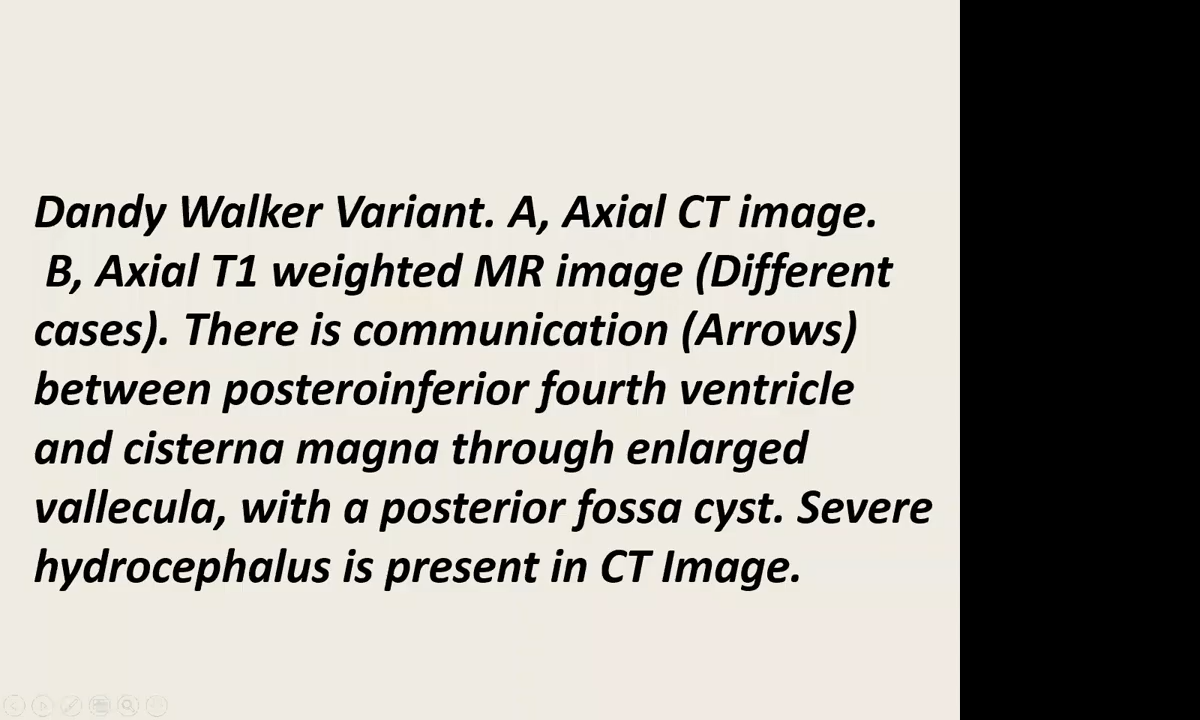 Dandy Walker Variant. A, Axial CT image.
B, Axial T1 weighted MR image (Different
cases). There is communication (Arrows)
between posteroinferior fourth ventricle
and cisterna magna through enlarged
vallecula, with a posterior fossa cyst. Severe
hydrocephalus is present in CT Image.